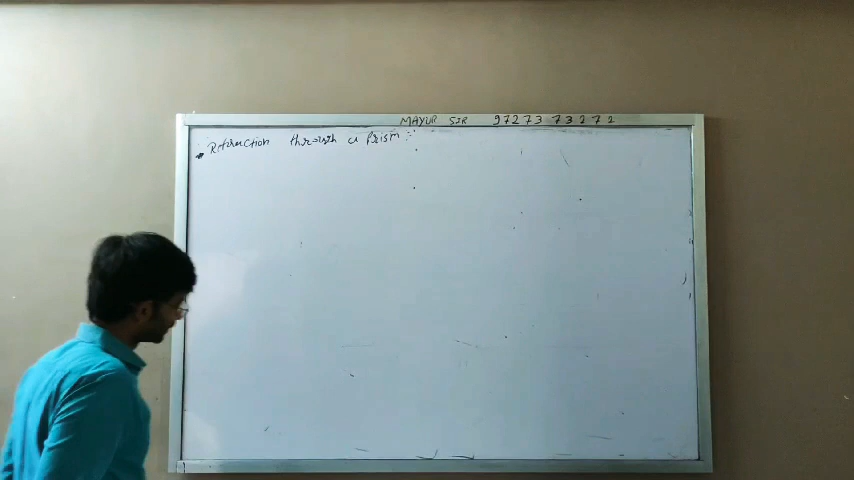 MAYUR SIR 97273 73272
Refraction through a prism :-